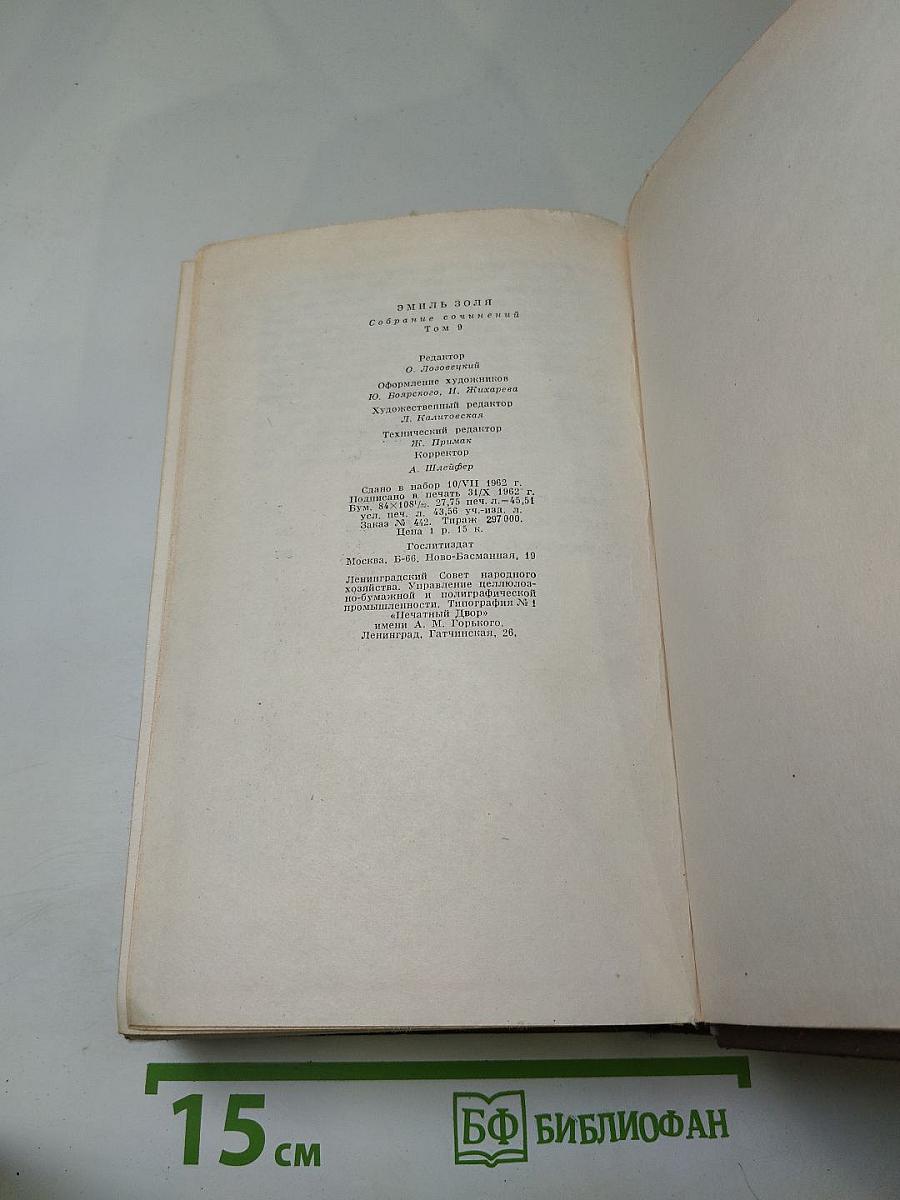 ЭМИЛЬ ЗОЛЯ
Собрание сочинений
Том 9
Редактор
О. Лозовецкий
Оформление художников
Ю. Боярского, И. Жихарева
Художественный редактор
Л. Калитовская
Технический редактор
Ж. Примак
Корректор
А. Шлейфер
Сдано в набор 10/VII 1962 г.
Подписано в печать 31/X 1962 г.
Бум. 84×108¹/₃₂. 27,75 печ. л.—45,51
усл. печ. л. 43,56 уч.-изд. л.
Заказ № 442. Тираж 297000.
Цена 1 р. 15 к.
Гослитиздат
Москва, Б-66, Ново-Басманная, 19
Ленинградский Совет народного
хозяйства. Управление целлюлоз-
но-бумажной и полиграфической
промышленности. Типография № 1
«Печатный Двор»
имени А. М. Горького.
Ленинград, Гатчинская, 26.
15 см
БФ БИБЛИОФАН